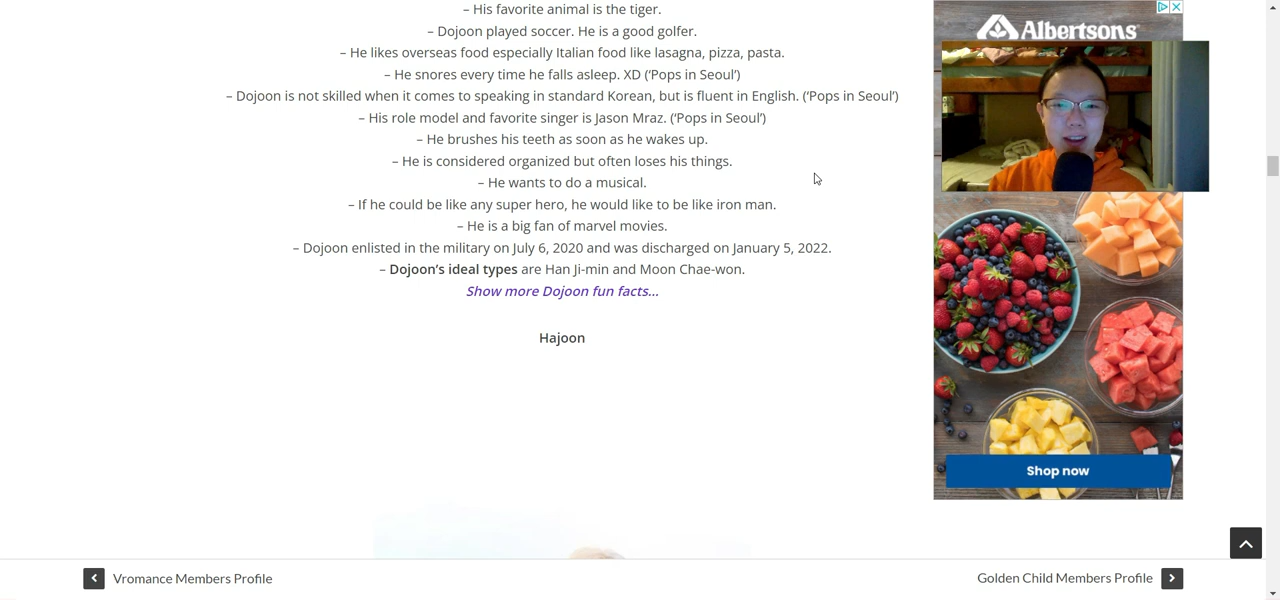 – His favorite animal is the tiger.
– Dojoon played soccer. He is a good golfer.
– He likes overseas food especially Italian food like lasagna, pizza, pasta.
– He snores every time he falls asleep. XD (‘Pops in Seoul’)
– Dojoon is not skilled when it comes to speaking in standard Korean, but is fluent in English. (‘Pops in Seoul’)
– His role model and favorite singer is Jason Mraz. (‘Pops in Seoul’)
– He brushes his teeth as soon as he wakes up.
– He is considered organized but often loses his things.
– He wants to do a musical.
– If he could be like any super hero, he would like to be like iron man.
– He is a big fan of marvel movies.
– Dojoon enlisted in the military on July 6, 2020 and was discharged on January 5, 2022.
– Dojoon’s ideal types are Han Ji-min and Moon Chae-won.
Show more Dojoon fun facts...
Hajoon
Albertsons
Shop now
Vromance Members Profile
Golden Child Members Profile